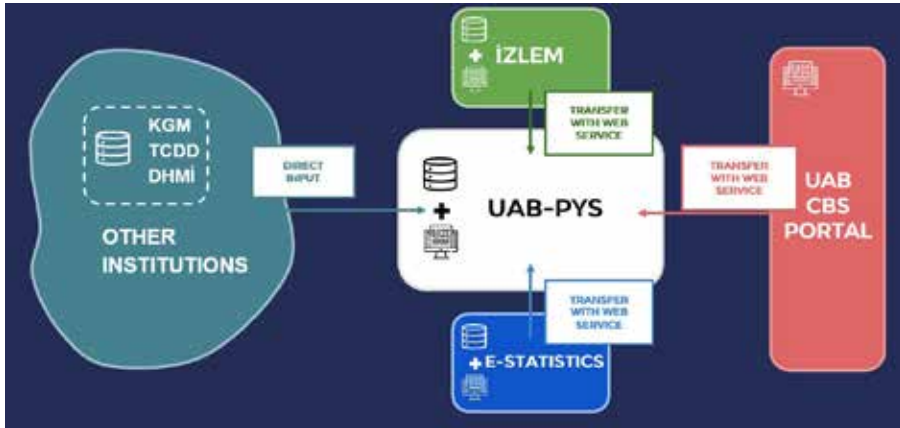 KGM
TCDD
DHMİ
OTHER
INSTITUTIONS
DIRECT
INPUT
+ İZLEM
TRANSFER
WITH WEB
SERVICE
+
UAB-PYS
TRANSFER
WITH WEB
SERVICE
+ E-STATISTICS
TRANSFER
WITH WEB
SERVICE
UAB
CBS
PORTAL